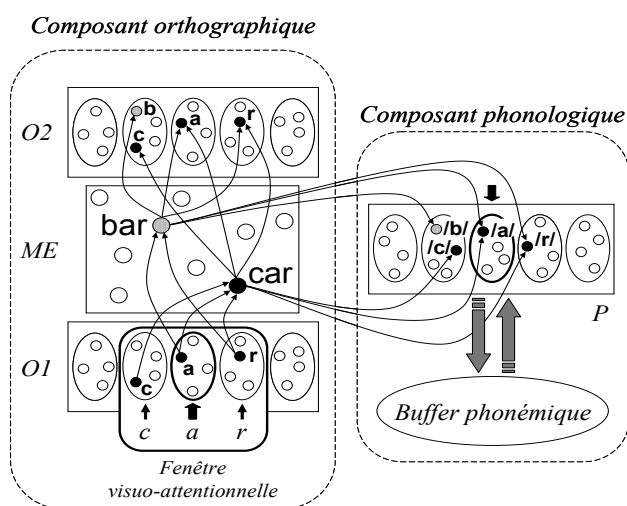 Composant orthographique
O2
b
a
r
c
Composant phonologique
ME
bar
car
/b/
/a/
/c/
/r/
P
O1
c
a
r
c a r
Fenêtre
visuo-attentionnelle
Buffer phonémique